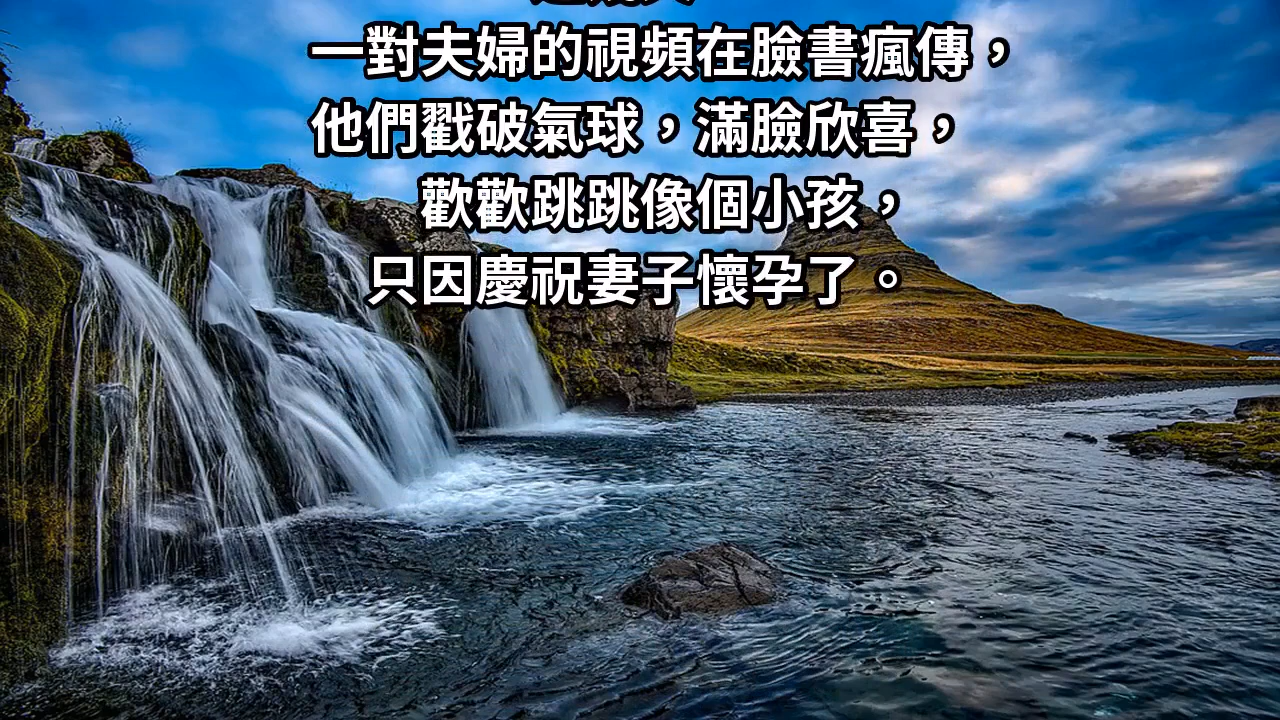 一對夫婦的視頻在臉書瘋傳，
他們戳破氣球，滿臉欣喜，
歡歡跳跳像個小孩，
只因慶祝妻子懷孕了。